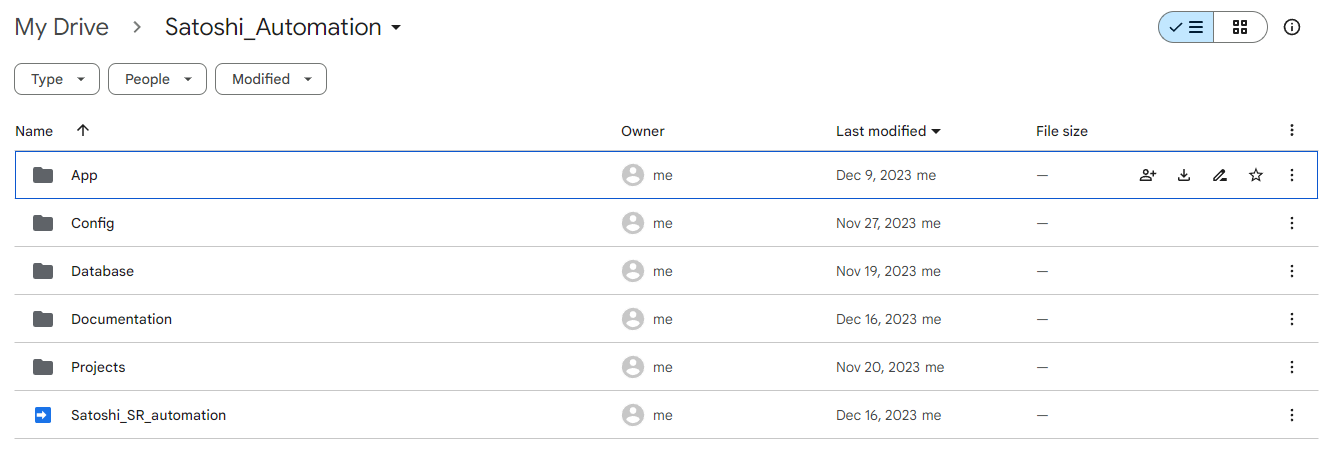 My Drive > Satoshi_Automation
Type People Modified
Name Owner Last modified File size
App me Dec 9, 2023 me —
Config me Nov 27, 2023 me —
Database me Nov 19, 2023 me —
Documentation me Dec 16, 2023 me —
Projects me Nov 20, 2023 me —
Satoshi_SR_automation me Dec 16, 2023 me —